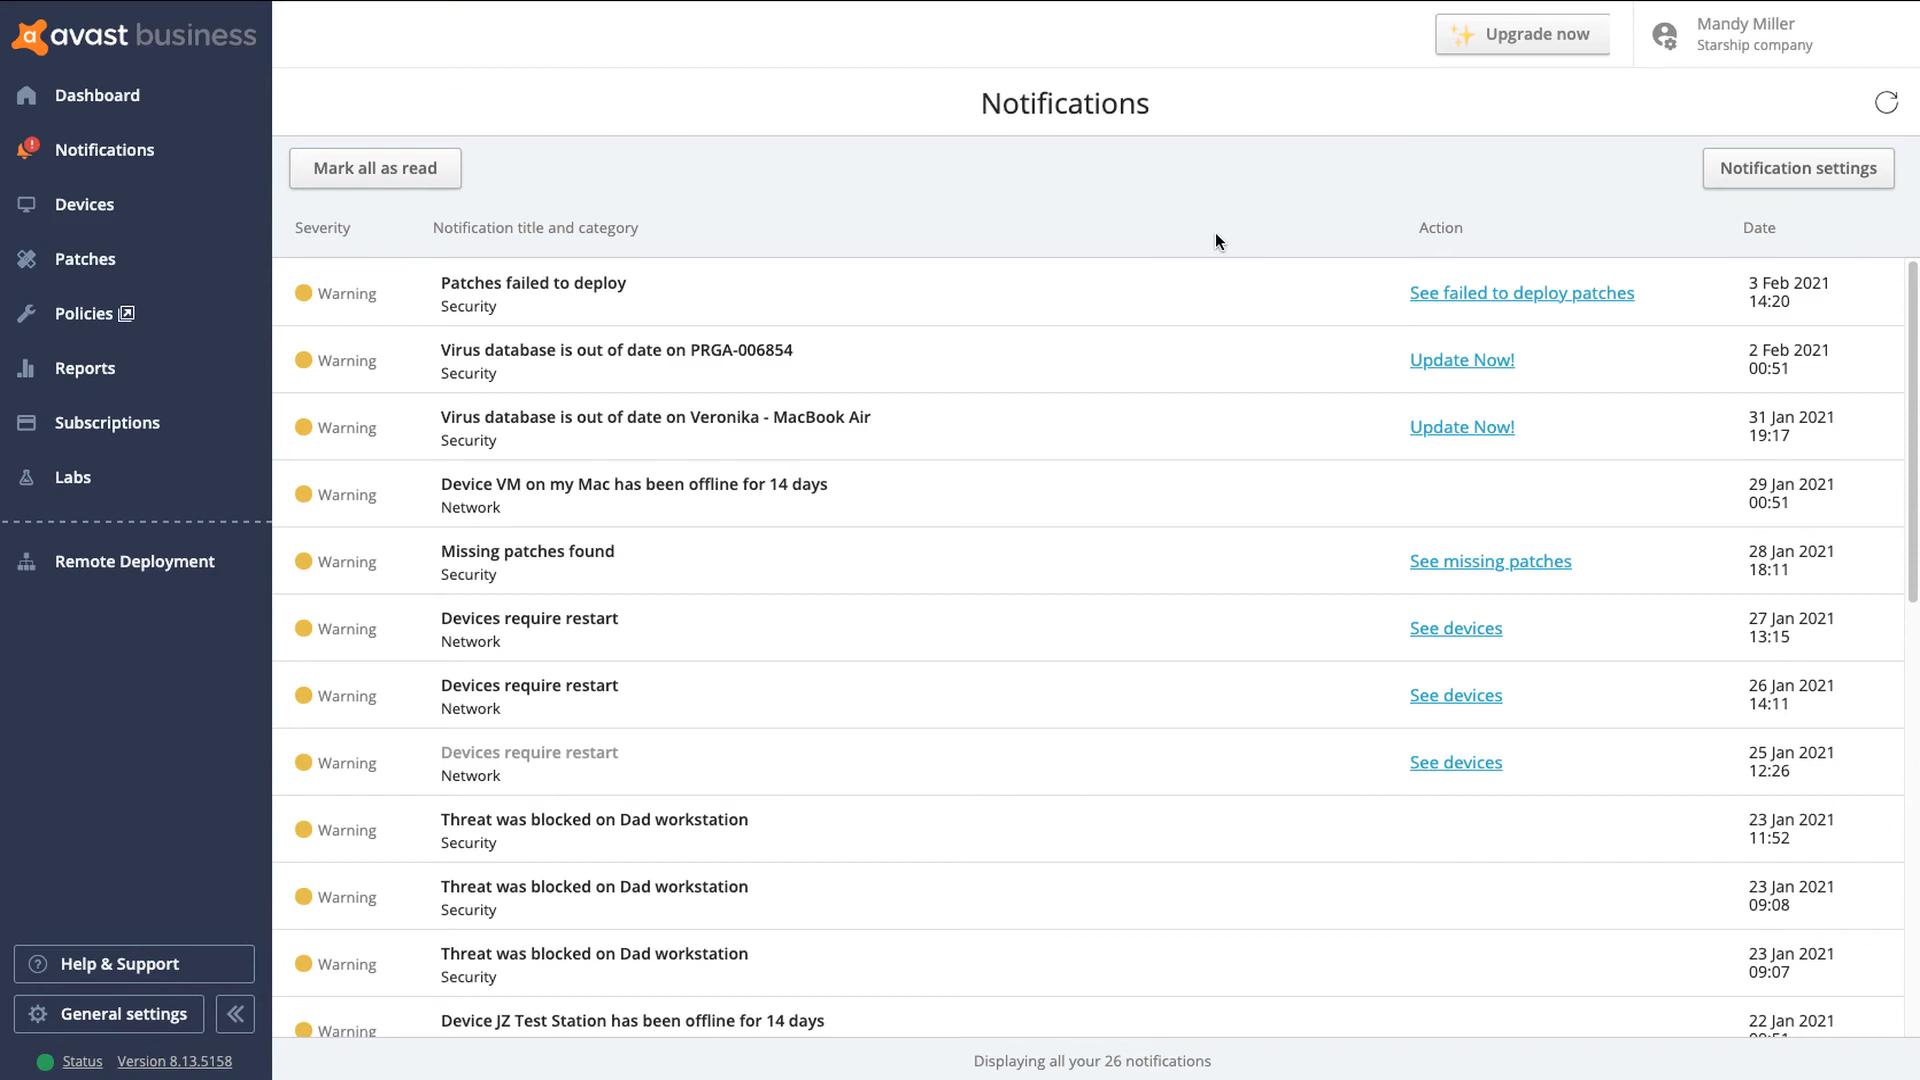 avast business
Upgrade now
Mandy Miller
Starship company
Dashboard
Notifications
Devices
Patches
Policies
Reports
Subscriptions
Labs
Remote Deployment
Help & Support
General settings
Status Version 8.13.5158
Notifications
Mark all as read
Notification settings
Severity Notification title and category Action Date
Warning Patches failed to deploy See failed to deploy patches 3 Feb 2021
Security 14:20
Warning Virus database is out of date on PRGA-006854 Update Now! 2 Feb 2021
Security 00:51
Warning Virus database is out of date on Veronika - MacBook Air Update Now! 31 Jan 2021
Security 19:17
Warning Device VM on my Mac has been offline for 14 days 29 Jan 2021
Network 00:51
Warning Missing patches found See missing patches 28 Jan 2021
Security 18:11
Warning Devices require restart See devices 27 Jan 2021
Network 13:15
Warning Devices require restart See devices 26 Jan 2021
Network 14:11
Warning Devices require restart See devices 25 Jan 2021
Network 12:26
Warning Threat was blocked on Dad workstation 23 Jan 2021
Security 11:52
Warning Threat was blocked on Dad workstation 23 Jan 2021
Security 09:08
Warning Threat was blocked on Dad workstation 23 Jan 2021
Security 09:07
Warning Device JZ Test Station has been offline for 14 days 22 Jan 2021
Displaying all your 26 notifications